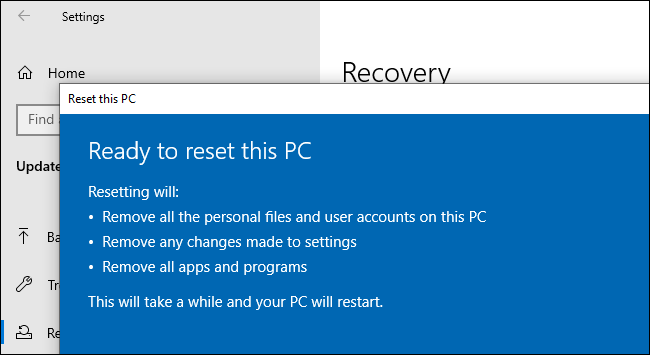 Settings
Home
Recovery
Reset this PC
Find a
Update
Ready to reset this PC
Resetting will:
• Remove all the personal files and user accounts on this PC
• Remove any changes made to settings
• Remove all apps and programs
This will take a while and your PC will restart.
Ba
Tro
Re